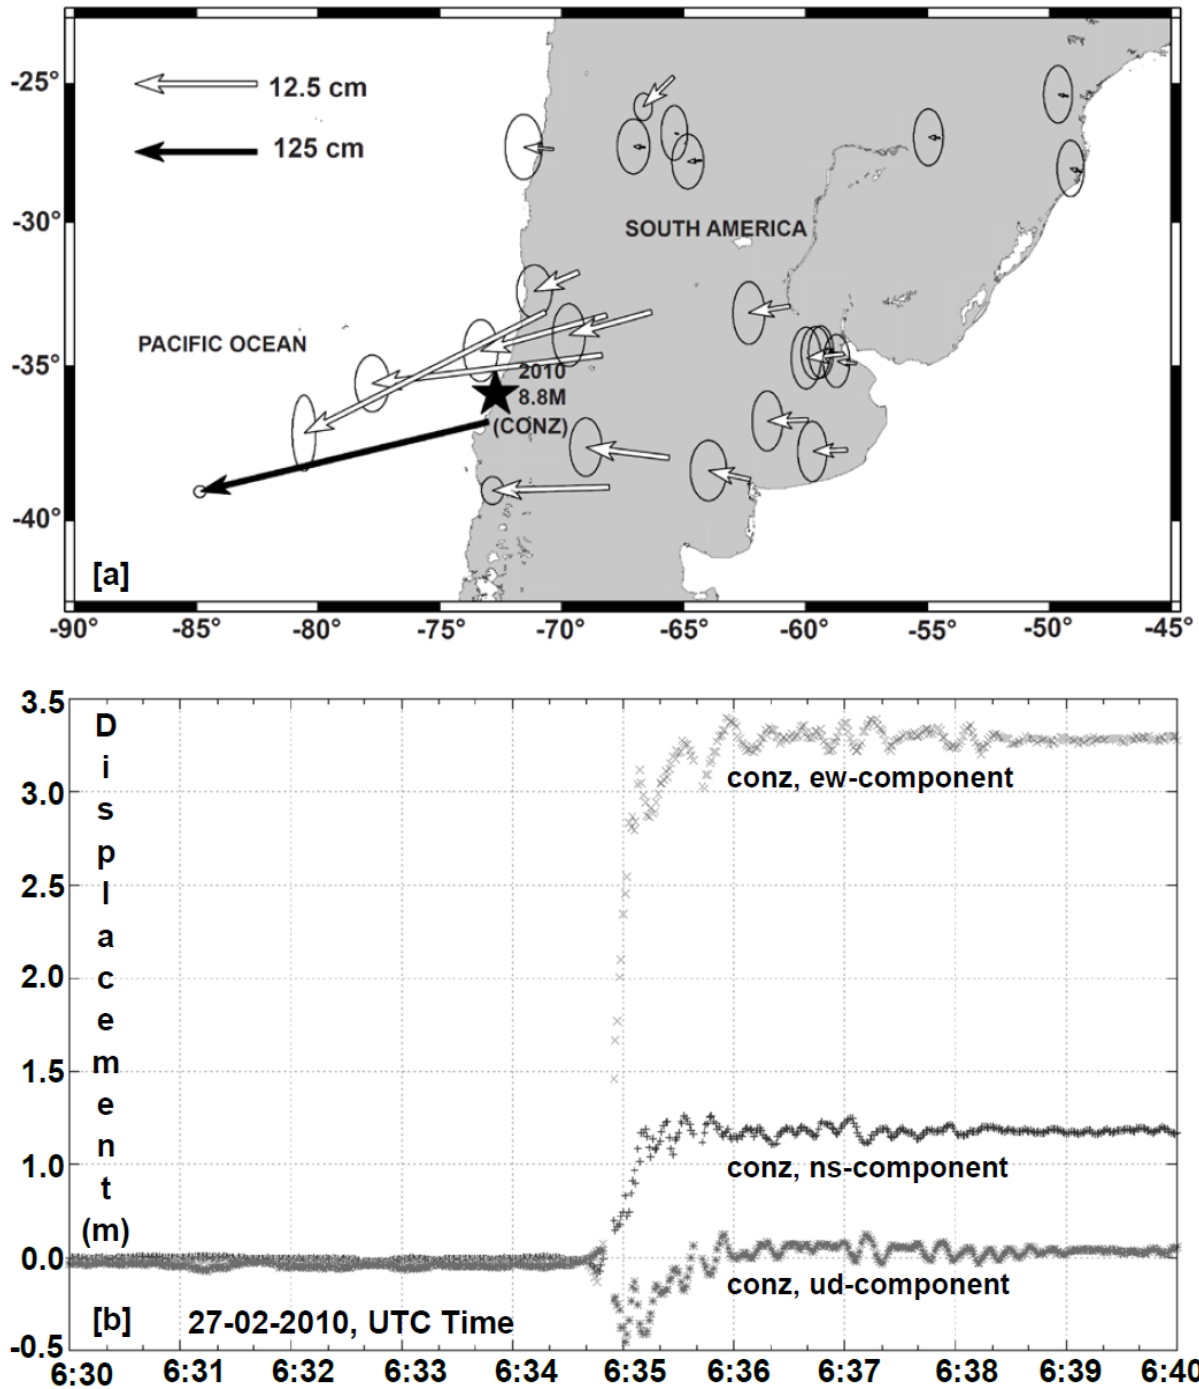 -25°
12.5 cm
125 cm
-30°
SOUTH AMERICA
PACIFIC OCEAN
-35°
2010
8.8M
(CONZ)
-40°
[a]
-90° -85° -80° -75° -70° -65° -60° -55° -50° -45°
3.5
Displacement (m)
conz, ew-component
3.0
2.5
2.0
1.5
1.0
conz, ns-component
0.0
conz, ud-component
[b] 27-02-2010, UTC Time
-0.5
6:30 6:31 6:32 6:33 6:34 6:35 6:36 6:37 6:38 6:39 6:40